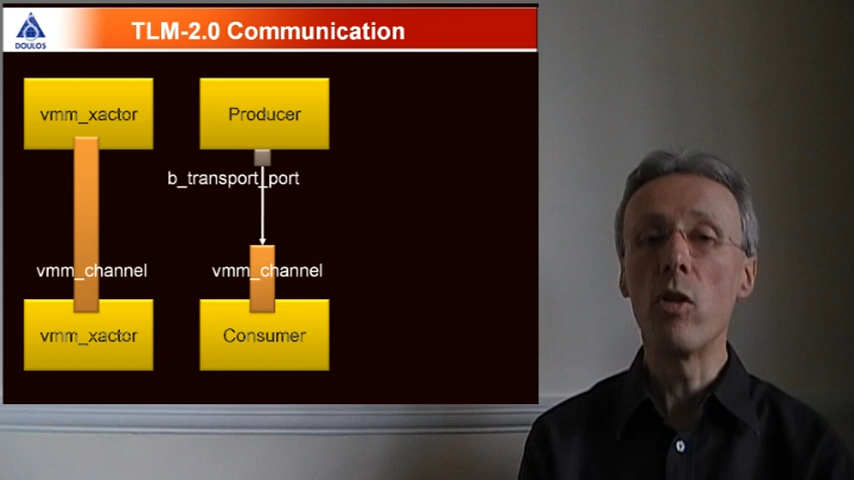 DOULOS
TLM-2.0 Communication
vmm_xactor
Producer
b_transport_port
vmm_channel
vmm_channel
vmm_xactor
Consumer